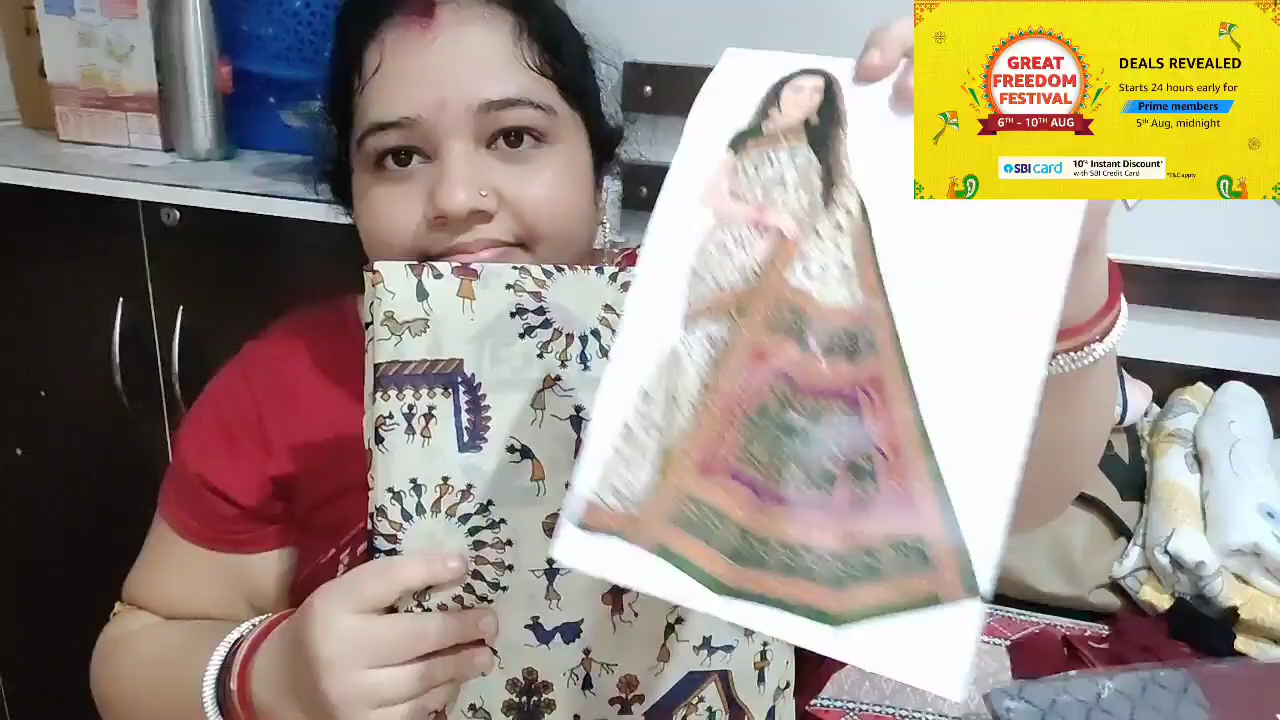 GREAT
FREEDOM
FESTIVAL
6TH - 10TH AUG
DEALS REVEALED
Starts 24 hours early for
Prime members
5th Aug, midnight
SBI card
10% Instant Discount*
with SBI Credit Card
*T&C apply